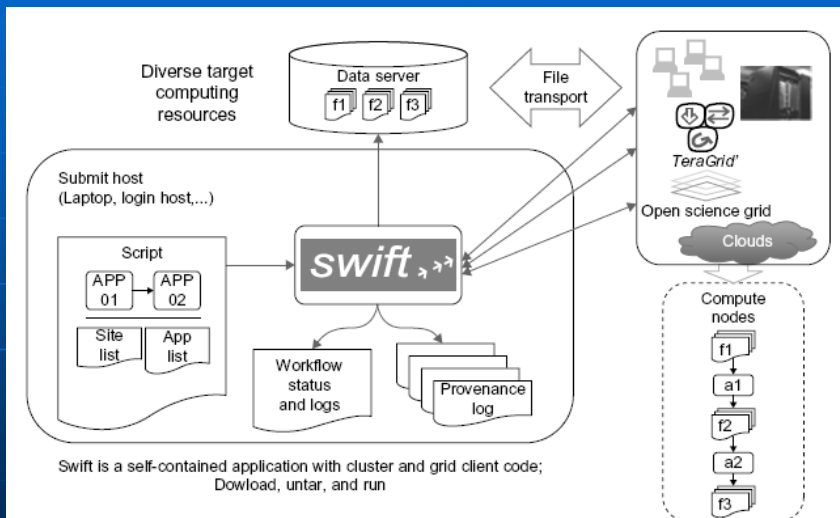 Diverse target
computing
resources
Data server
f1 f2 f3
File
transport
TeraGrid'
Open science grid
Clouds
Submit host
(Laptop, login host,...)
Script
APP
01
APP
02
Site
list
App
list
swift
Workflow
status
and logs
Provenance
log
Compute
nodes
f1
a1
f2
a2
f3
Swift is a self-contained application with cluster and grid client code;
Dowload, untar, and run